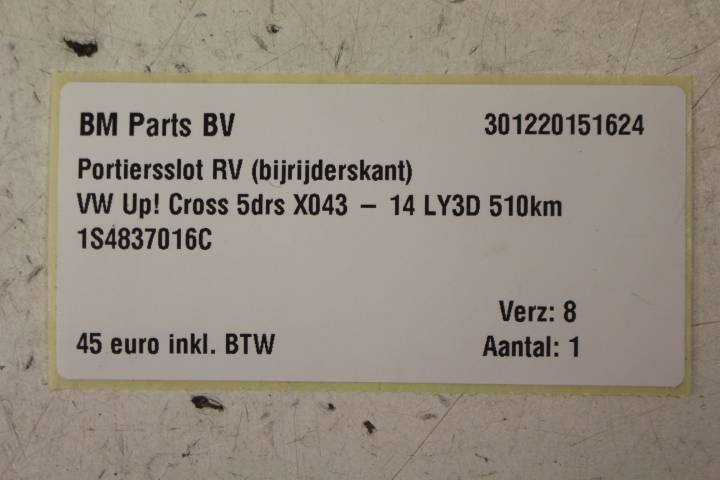 BM Parts BV 301220151624
Portiersslot RV (bijrijderskant)
VW Up! Cross 5drs X043 – 14 LY3D 510km
1S4837016C
Verz: 8
45 euro inkl. BTW Aantal: 1